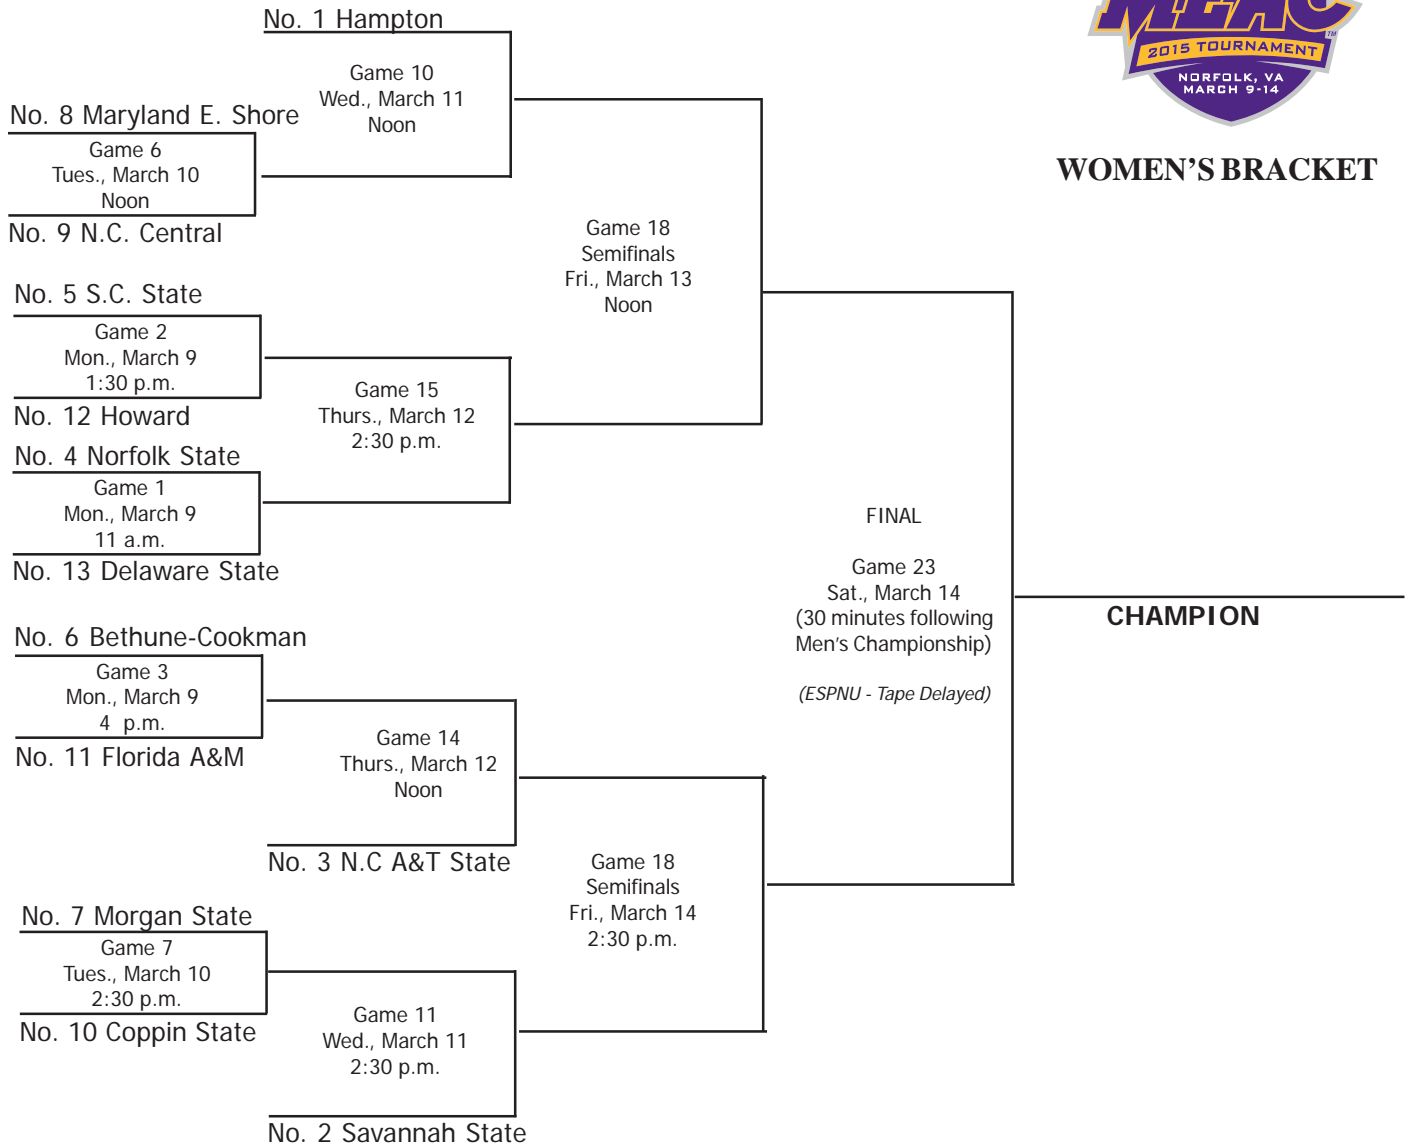 No. 1 Hampton
Game 10
Wed., March 11
Noon
MEAC
TM
2015 TOURNAMENT
NORFOLK, VA
MARCH 9-14
WOMEN'S BRACKET
No. 8 Maryland E. Shore
Game 6
Tues., March 10
Noon
No. 9 N.C. Central
Game 18
Semifinals
Fri., March 13
Noon
No. 5 S.C. State
Game 2
Mon., March 9
1:30 p.m.
No. 12 Howard
Game 15
Thurs., March 12
2:30 p.m.
No. 4 Norfolk State
Game 1
Mon., March 9
11 a.m.
No. 13 Delaware State
FINAL
Game 23
Sat., March 14
(30 minutes following
Men's Championship)
(ESPNU - Tape Delayed)
CHAMPION
No. 6 Bethune-Cookman
Game 3
Mon., March 9
4 p.m.
No. 11 Florida A&M
Game 14
Thurs., March 12
Noon
No. 3 N.C A&T State
Game 18
Semifinals
Fri., March 14
2:30 p.m.
No. 7 Morgan State
Game 7
Tues., March 10
2:30 p.m.
No. 10 Coppin State
Game 11
Wed., March 11
2:30 p.m.
No. 2 Savannah State